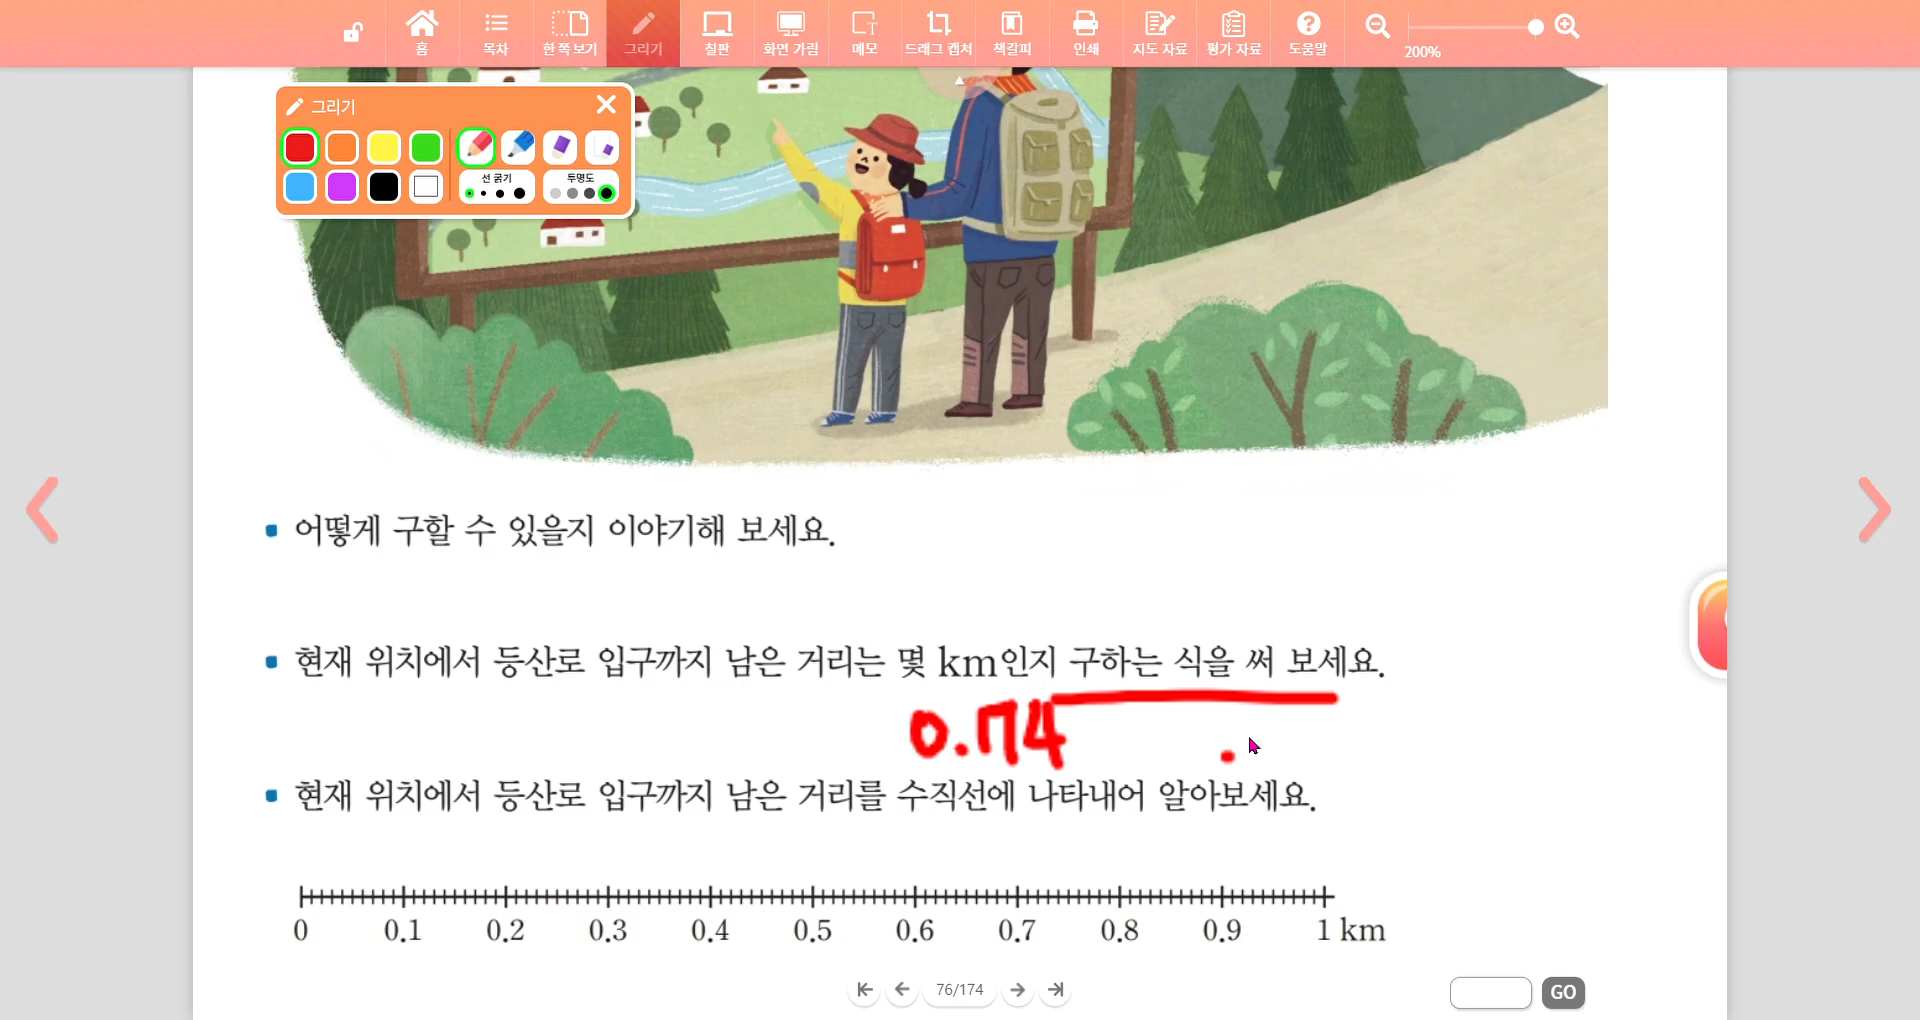 홈 목차 한 쪽 보기 그리기 칠판 화면 가림 메모 드래그 캡처 책갈피 인쇄 지도 자료 평가 자료 도움말 200%
그리기
선 굵기 투명도
어떻게 구할 수 있을지 이야기해 보세요.
현재 위치에서 등산로 입구까지 남은 거리는 몇 km인지 구하는 식을 써 보세요.
0.74 .
현재 위치에서 등산로 입구까지 남은 거리를 수직선에 나타내어 알아보세요.
0 0.1 0.2 0.3 0.4 0.5 0.6 0.7 0.8 0.9 1 km
76/174 GO